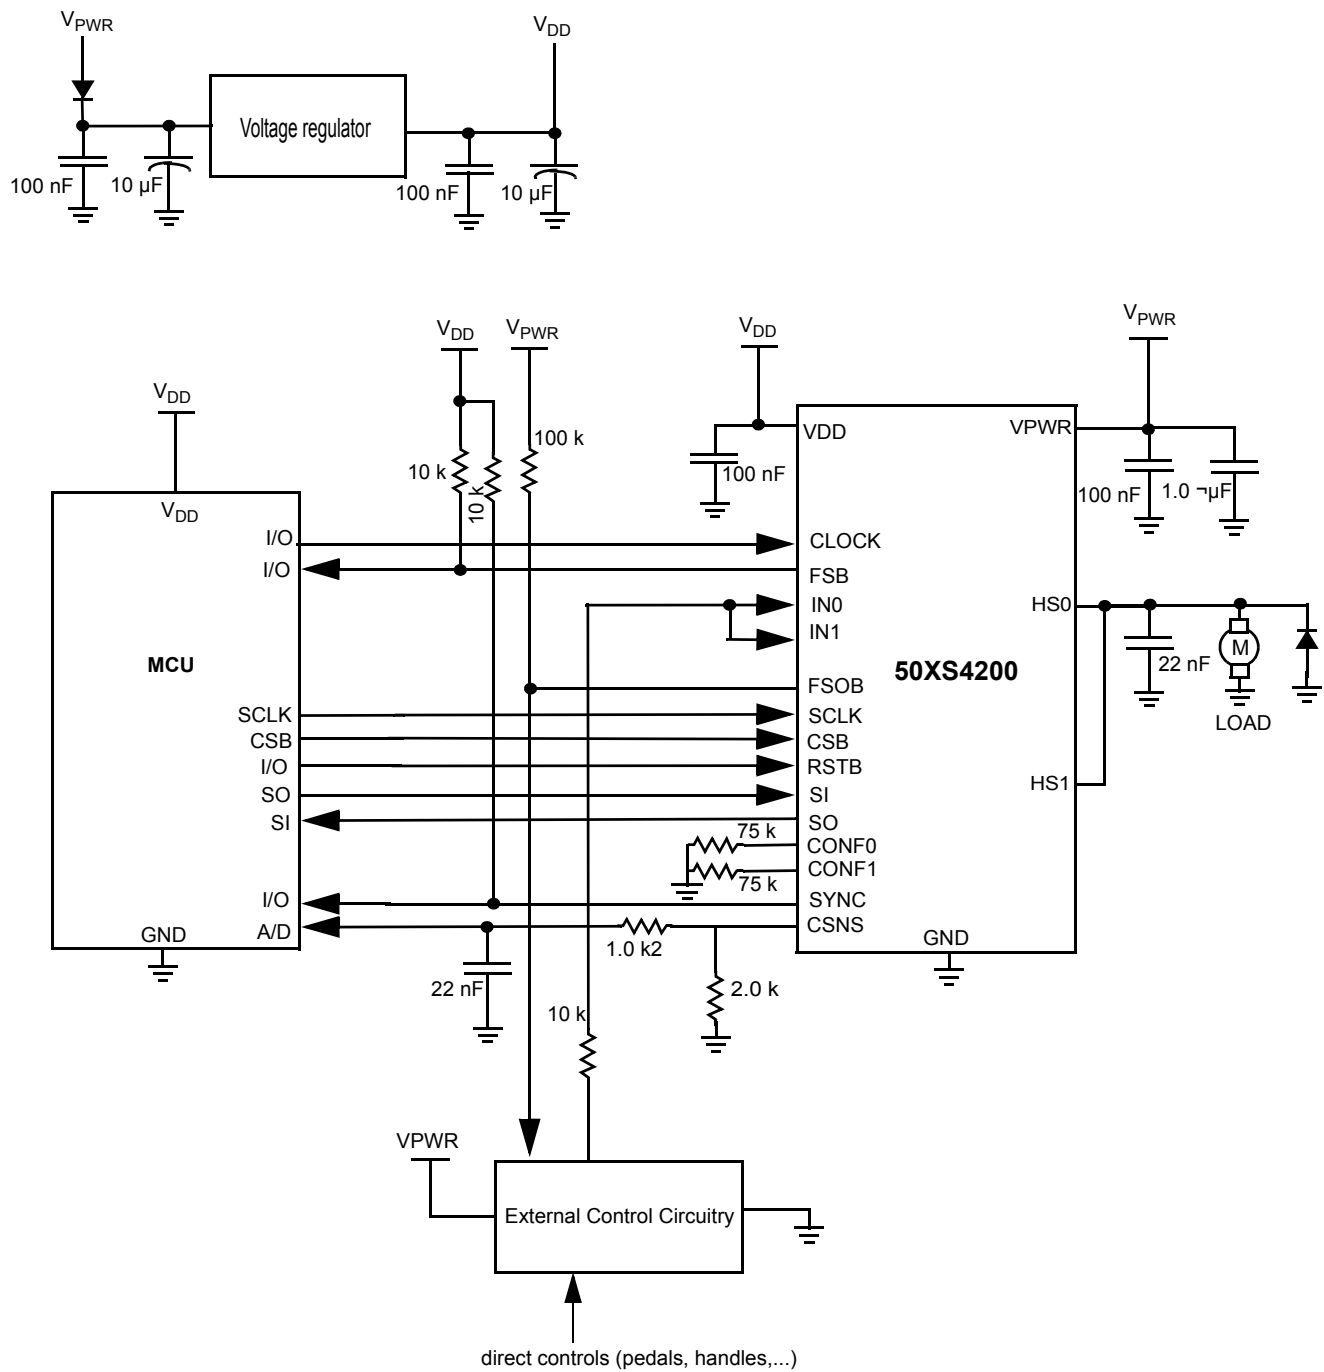 VPWR
VDD
Voltage regulator
100 nF
10 µF
100 nF
10 µF
VDD
VPWR
VDD
VPWR
VDD
10 k
10 k
100 k
100 nF
100 nF
1.0 ¬µF
VDD
I/O
I/O
MCU
SCLK
CSB
I/O
SO
SI
I/O
A/D
GND
VDD
CLOCK
FSB
IN0
IN1
FSOB
SCLK
CSB
RSTB
SI
SO
CONF0
CONF1
SYNC
CSNS
50XS4200
VPWR
HS0
HS1
GND
22 nF
M
LOAD
75 k
75 k
1.0 k2
22 nF
2.0 k
10 k
VPWR
External Control Circuitry
direct controls (pedals, handles,...)